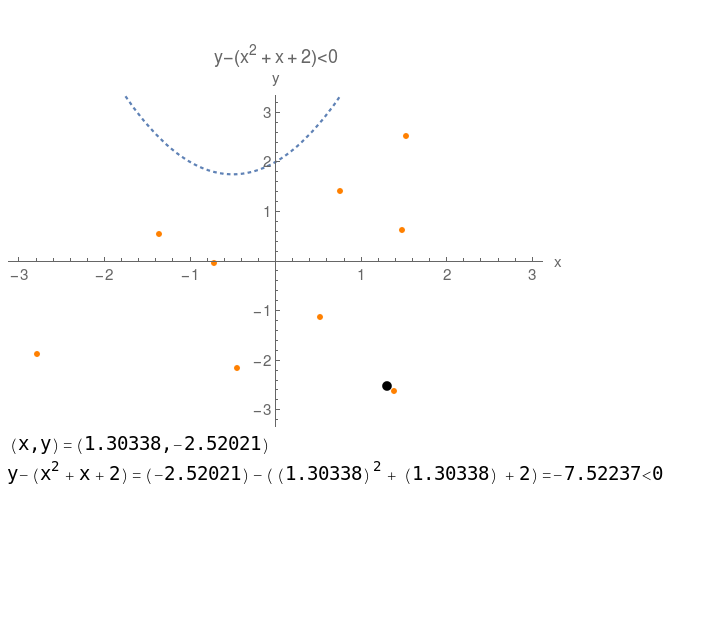 y−(x²+x+2)<0
y
3
2
1
−3 −2 −1 1 2 3 x
−1
−2
−3
(x,y)=(1.30338,−2.52021)
y−(x²+x+2)=(−2.52021)−((1.30338)²+(1.30338)+2)=−7.52237<0